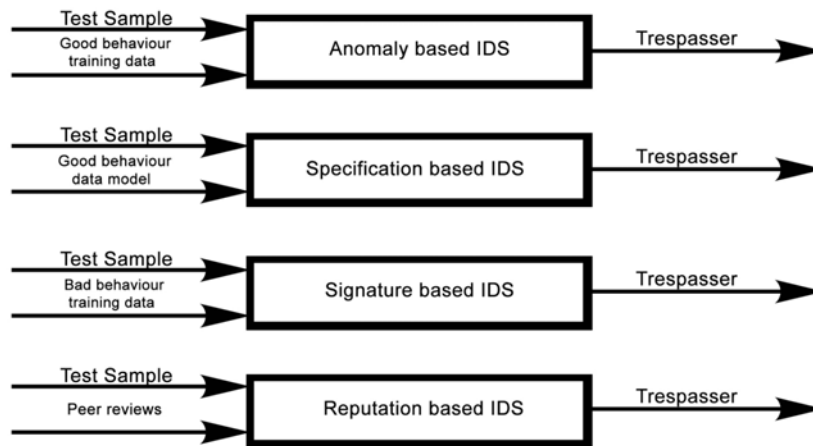 Test Sample
Good behaviour
training data
Anomaly based IDS
Trespasser
Test Sample
Good behaviour
data model
Specification based IDS
Trespasser
Test Sample
Bad behaviour
training data
Signature based IDS
Trespasser
Test Sample
Peer reviews
Reputation based IDS
Trespasser